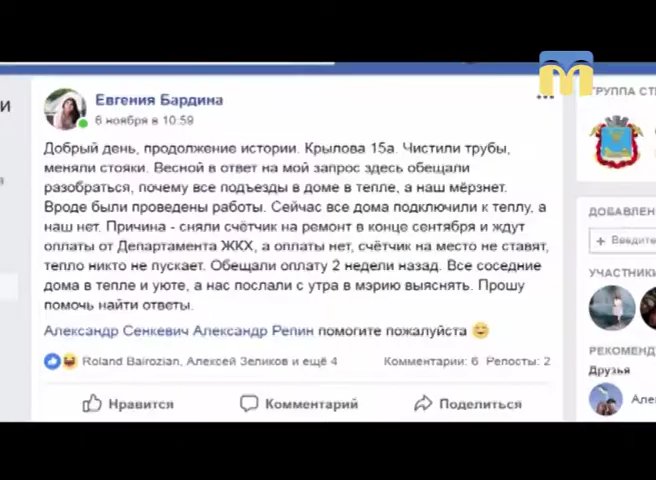 Евгения Бардина
6 ноября в 10:59
Добрый день, продолжение истории. Крылова 15а. Чистили трубы,
меняли стояки. Весной в ответ на мой запрос здесь обещали
разобраться, почему все подъезды в доме в тепле, а наш мёрзнет.
Вроде были проведены работы. Сейчас все дома подключили к теплу, а
наш нет. Причина - сняли счётчик на ремонт в конце сентября и ждут
оплаты от Департамента ЖКХ, а оплаты нет, счётчик на место не ставят,
тепло никто не пускает. Обещали оплату 2 недели назад. Все соседние
дома в тепле и уюте, а нас послали с утра в мэрию выяснять. Прошу
помочь найти ответы.
Александр Сенкевич Александр Репин помогите пожалуйста
Roland Bairozian, Алексей Зеликов и ещё 4 Комментарии: 6 Репосты: 2
Нравится Комментарий Поделиться
ГРУППА СТ
ДОБАВЛЕН
+ Введите
УЧАСТНИКИ
РЕКОМЕНД
Друзья
Але